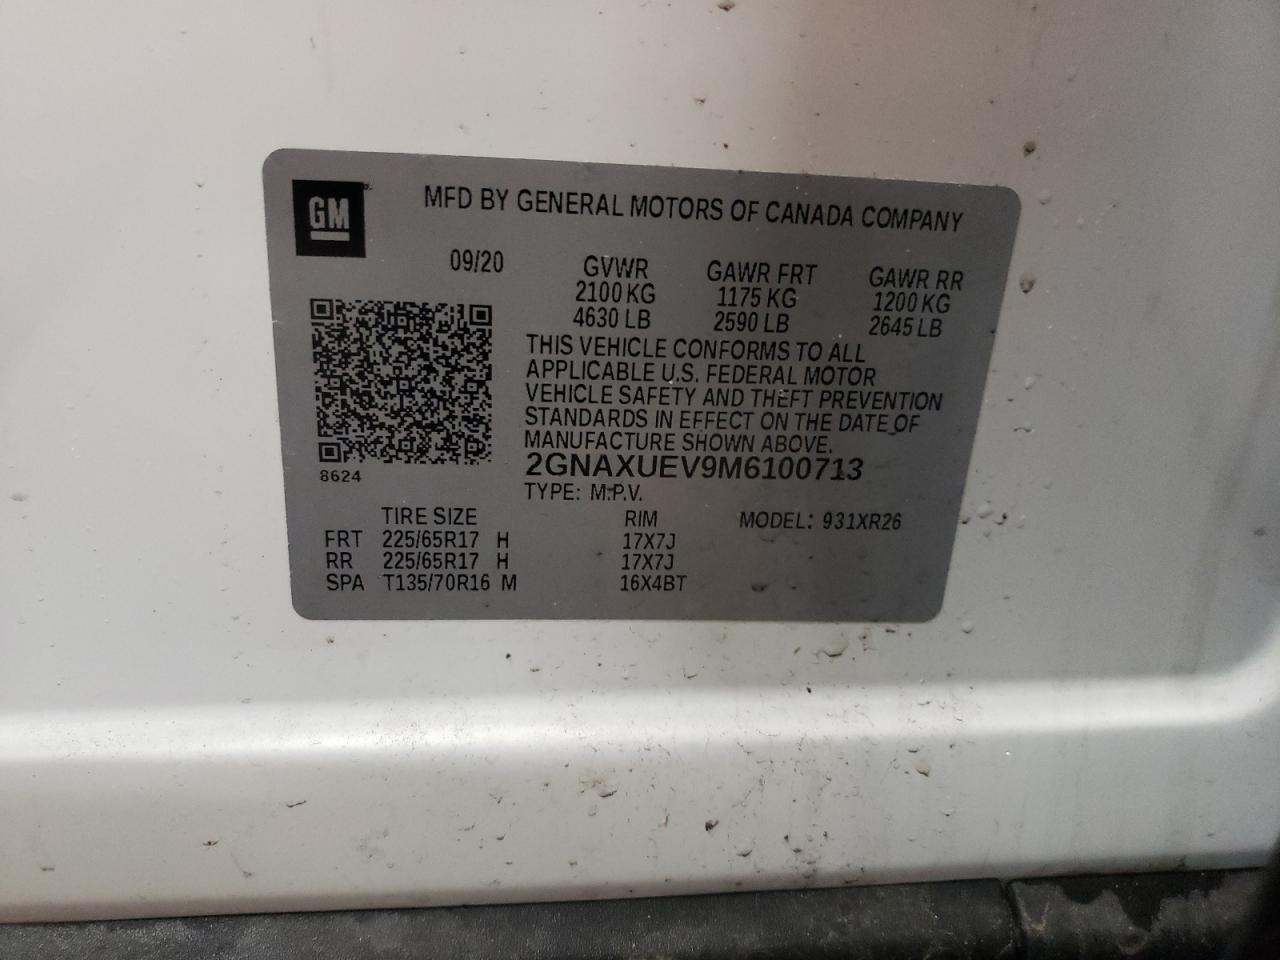 GM
MFD BY GENERAL MOTORS OF CANADA COMPANY
09/20 GVWR GAWR FRT GAWR RR
2100 KG 1175 KG 1200 KG
4630 LB 2590 LB 2645 LB
THIS VEHICLE CONFORMS TO ALL
APPLICABLE U.S. FEDERAL MOTOR
VEHICLE SAFETY AND THEFT PREVENTION
STANDARDS IN EFFECT ON THE DATE OF
MANUFACTURE SHOWN ABOVE.
2GNAXUEV9M6100713
8624
TYPE: M.P.V.
TIRE SIZE RIM MODEL: 931XR26
FRT 225/65R17 H 17X7J
RR 225/65R17 H 17X7J
SPA T135/70R16 M 16X4BT